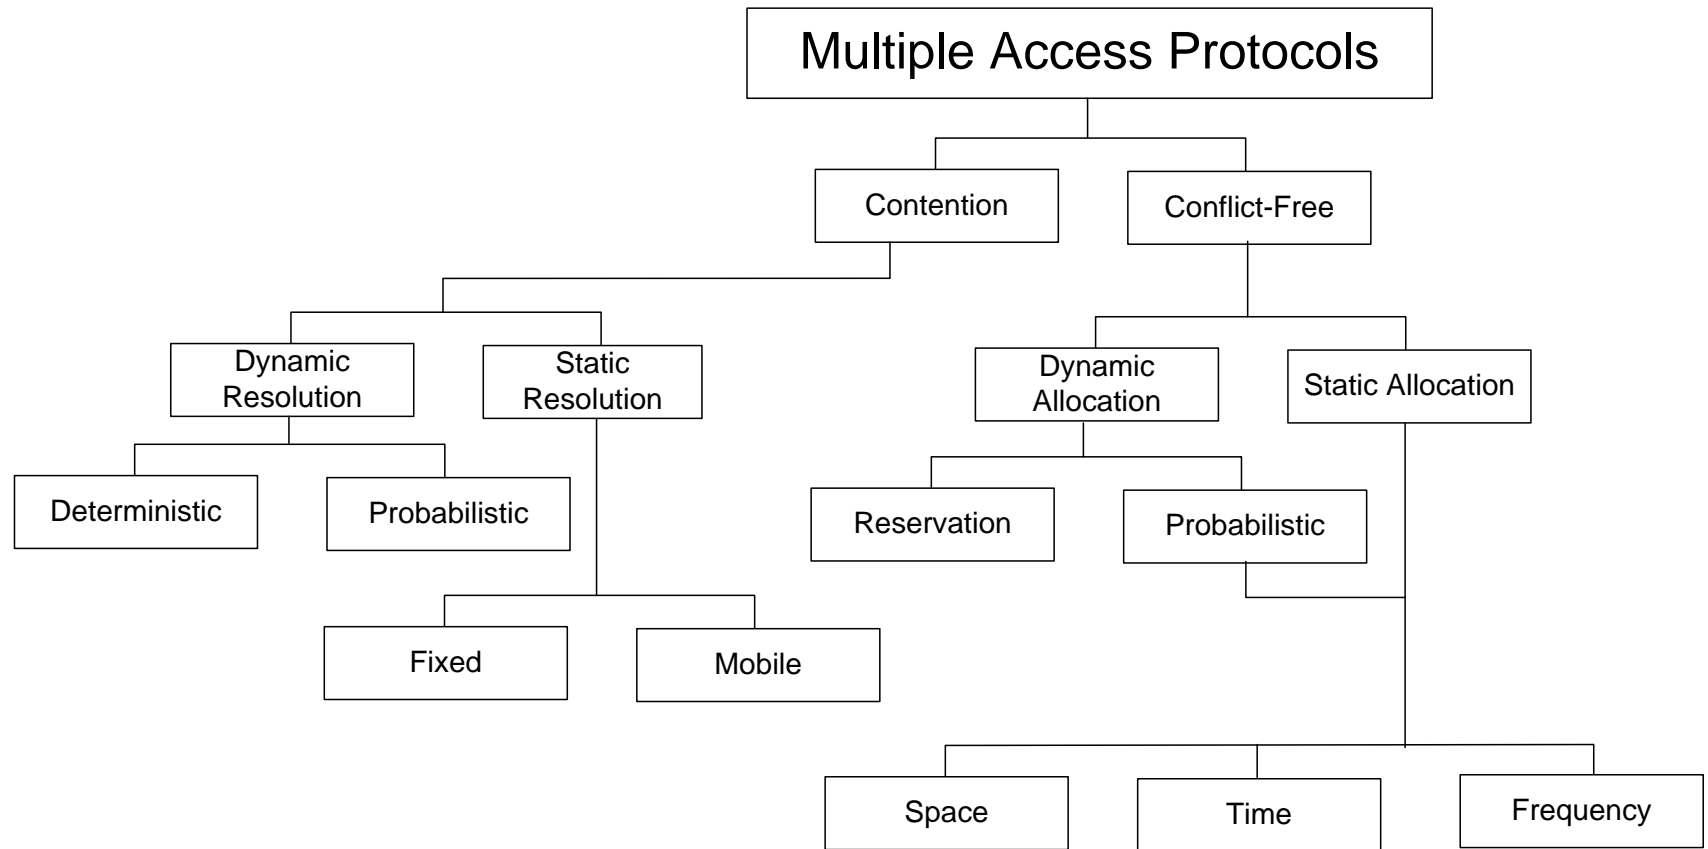 Multiple Access Protocols
Contention
Conflict-Free
Dynamic
Resolution
Static
Resolution
Dynamic
Allocation
Static Allocation
Deterministic
Probabilistic
Reservation
Probabilistic
Fixed
Mobile
Space
Time
Frequency